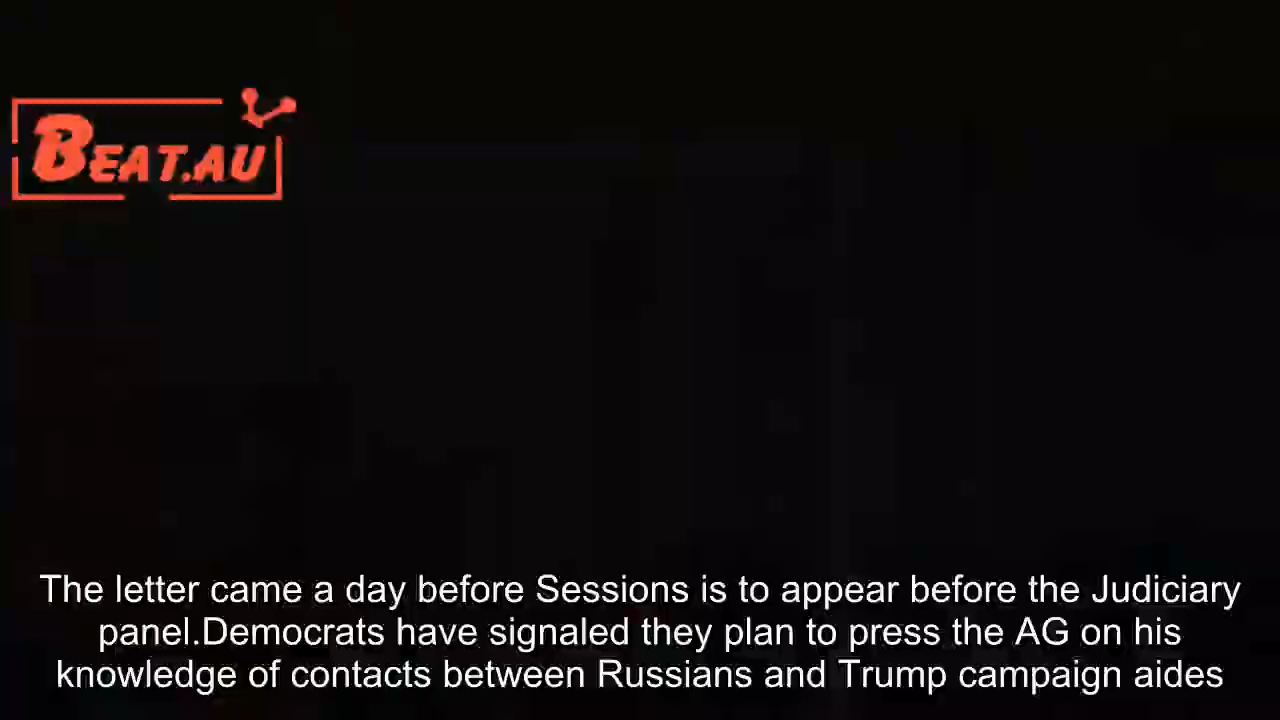 BEAT.AU
The letter came a day before Sessions is to appear before the Judiciary
panel.Democrats have signaled they plan to press the AG on his
knowledge of contacts between Russians and Trump campaign aides